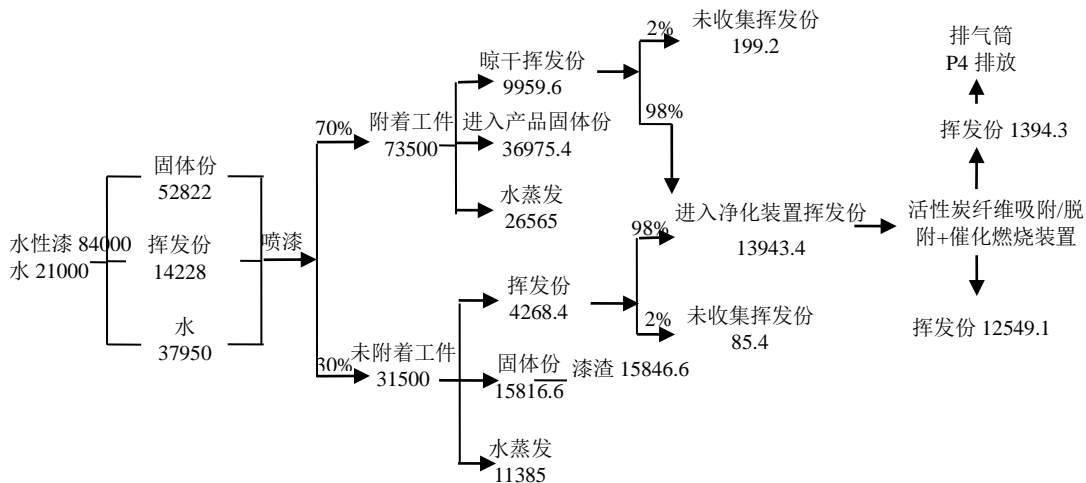 水性漆 84000
水 21000
固体份
52822
挥发份
14228
水
37950
喷漆
70%
附着工件
73500
30%
未附着工件
31500
晾干挥发份
9959.6
进入产品固体份
36975.4
水蒸发
26565
挥发份
4268.4
固体份
15816.6
漆渣 15846.6
水蒸发
11385
2%
未收集挥发份
199.2
98%
进入净化装置挥发份
13943.4
98%
2%
未收集挥发份
85.4
排气筒
P4 排放
挥发份 1394.3
活性炭纤维吸附/脱
附+催化燃烧装置
挥发份 12549.1